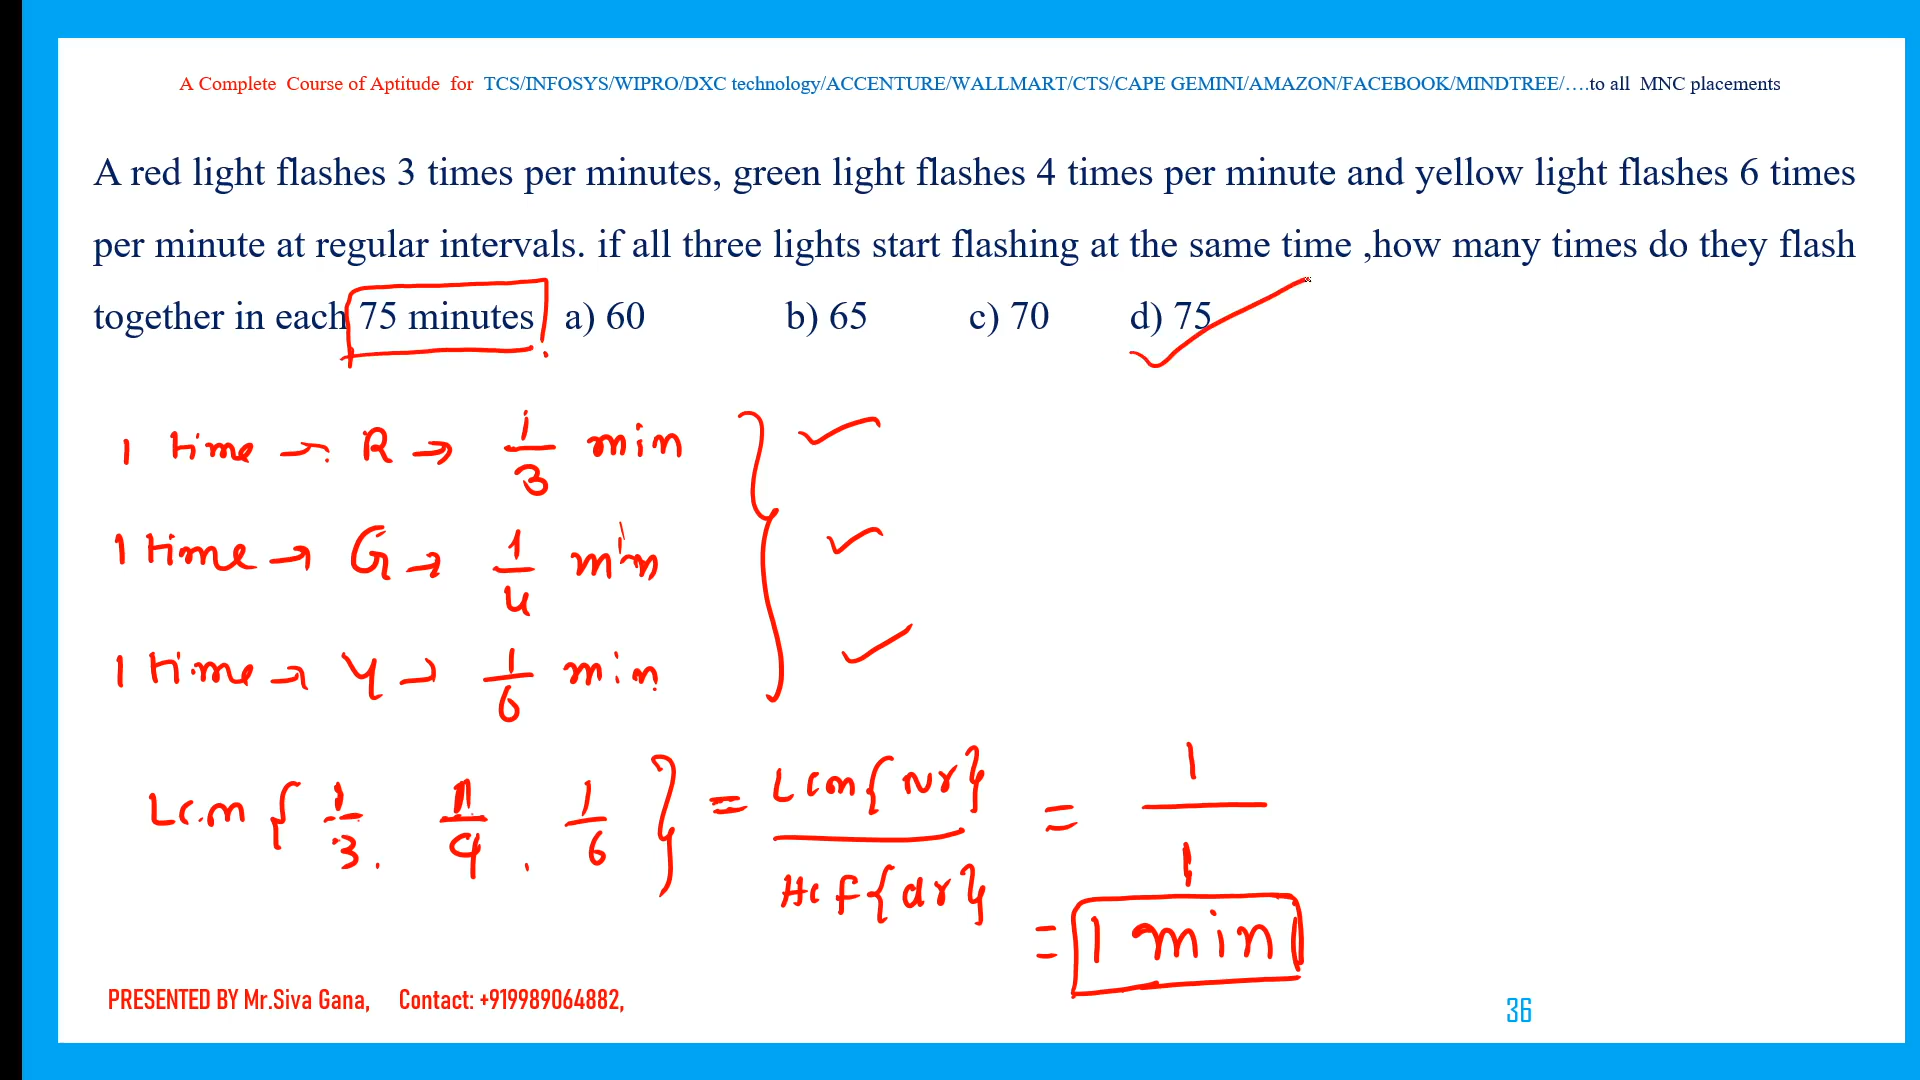 A Complete Course of Aptitude for TCS/INFOSYS/WIPRO/DXC technology/ACCENTURE/WALLMART/CTS/CAPE GEMINI/AMAZON/FACEBOOK/MINDTREE/….to all MNC placements
A red light flashes 3 times per minutes, green light flashes 4 times per minute and yellow light flashes 6 times
per minute at regular intervals. if all three lights start flashing at the same time ,how many times do they flash
together in each 75 minutes a) 60 b) 65 c) 70 d) 75
1 time → R → 1/3 min
1 time → G → 1/4 min
1 time → Y → 1/6 min
Lc.m { 1/3 . 1/4 . 1/6 } = Lcm{Nr} / Hcf{dr} = 1/1
= 1 min
PRESENTED BY Mr.Siva Gana, Contact: +919989064882,
36